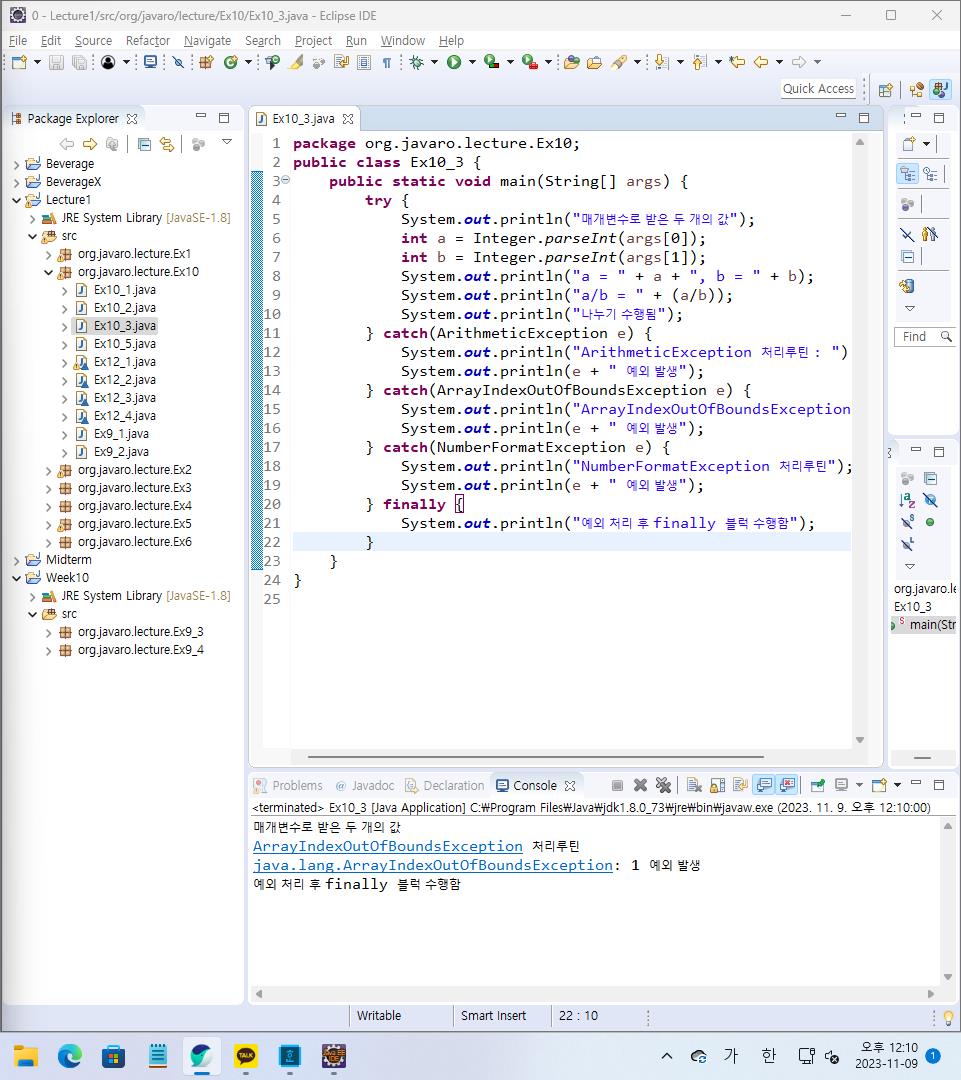 0 - Lecture1/src/org/javaro/lecture/Ex10/Ex10_3.java - Eclipse IDE
File Edit Source Refactor Navigate Search Project Run Window Help
Quick Access
Package Explorer
Beverage
BeverageX
Lecture1
JRE System Library [JavaSE-1.8]
src
org.javaro.lecture.Ex1
org.javaro.lecture.Ex10
Ex10_1.java
Ex10_2.java
Ex10_3.java
Ex10_5.java
Ex12_1.java
Ex12_2.java
Ex12_3.java
Ex12_4.java
Ex9_1.java
Ex9_2.java
org.javaro.lecture.Ex2
org.javaro.lecture.Ex3
org.javaro.lecture.Ex4
org.javaro.lecture.Ex5
org.javaro.lecture.Ex6
Midterm
Week10
JRE System Library [JavaSE-1.8]
src
org.javaro.lecture.Ex9_3
org.javaro.lecture.Ex9_4
Ex10_3.java
1 package org.javaro.lecture.Ex10;
2 public class Ex10_3 {
3 public static void main(String[] args) {
4 try {
5 System.out.println("매개변수로 받은 두 개의 값");
6 int a = Integer.parseInt(args[0]);
7 int b = Integer.parseInt(args[1]);
8 System.out.println("a = " + a + ", b = " + b);
9 System.out.println("a/b = " + (a/b));
10 System.out.println("나누기 수행됨");
11 } catch(ArithmeticException e) {
12 System.out.println("ArithmeticException 처리루틴 : ")
13 System.out.println(e + " 예외 발생");
14 } catch(ArrayIndexOutOfBoundsException e) {
15 System.out.println("ArrayIndexOutOfBoundsException
16 System.out.println(e + " 예외 발생");
17 } catch(NumberFormatException e) {
18 System.out.println("NumberFormatException 처리루틴");
19 System.out.println(e + " 예외 발생");
20 } finally {
21 System.out.println("예외 처리 후 finally 블럭 수행함");
22 }
23 }
24 }
25
Find
org.javaro.le
Ex10_3
main(Str
Problems Javadoc Declaration Console
<terminated> Ex10_3 [Java Application] C:₩Program Files₩Java₩jdk1.8.0_73₩jre₩bin₩javaw.exe (2023. 11. 9. 오후 12:10:00)
매개변수로 받은 두 개의 값
ArrayIndexOutOfBoundsException 처리루틴
java.lang.ArrayIndexOutOfBoundsException: 1 예외 발생
예외 처리 후 finally 블럭 수행함
Writable Smart Insert 22 : 10
TALK
JAVA EE
IDE
가 한
오후 12:10
2023-11-09
1